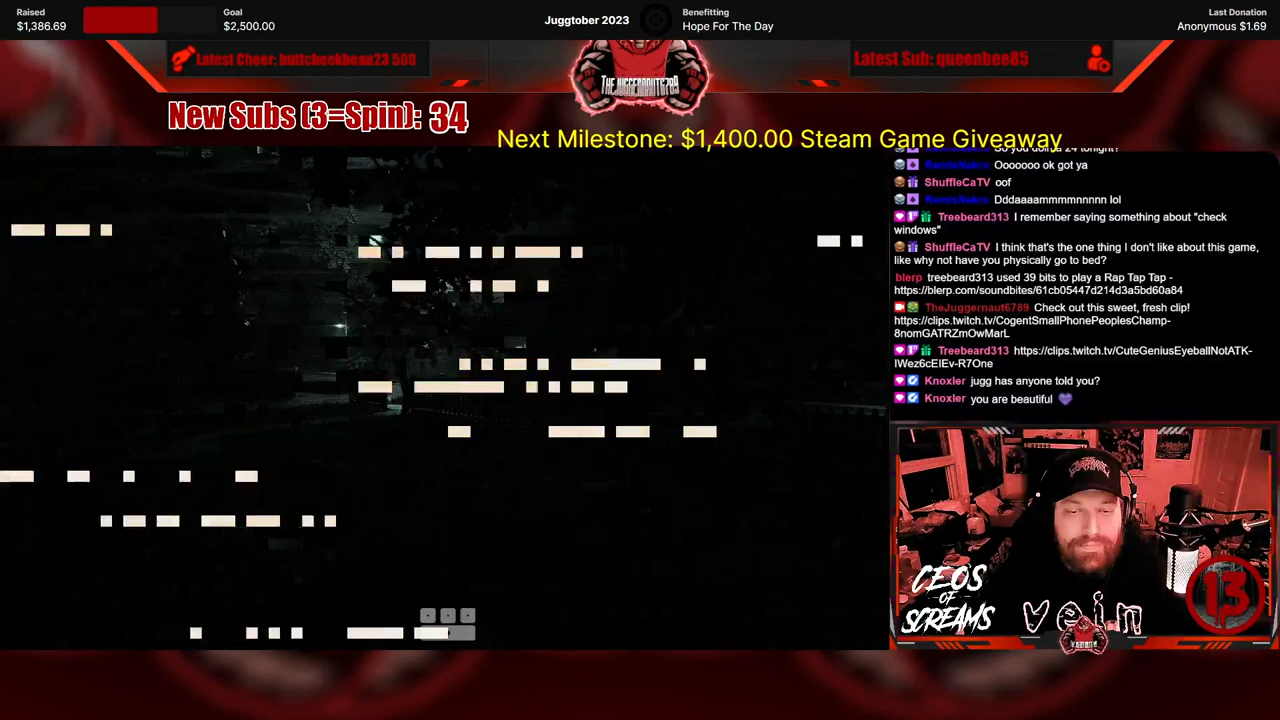 Raised
$1,386.69
Goal
$2,500.00
Juggtober 2023
Benefitting
Hope For The Day
Last Donation
Anonymous $1.69
Latest Cheer: buttcheekbeau23 500
THEJUGGERNAUT6789
Latest Sub: queenbee85
New Subs (3=Spin): 34
Next Milestone: $1,400.00 Steam Game Giveaway
Ooooooo ok got ya
ShuffleCaTV oof
Dddaaaammmmnnnnn lol
Treebeard313 I remember saying something about "check
windows"
ShuffleCaTV I think that's the one thing I don't like about this game,
like why not have you physically go to bed?
blerp treebeard313 used 39 bits to play a Rap Tap Tap -
https://blerp.com/soundbites/61cb05447d214d3a5bd60a84
TheJuggernaut6789 Check out this sweet, fresh clip!
https://clips.twitch.tv/CogentSmallPhonePeoplesChamp-
8nomGATRZmOwMarL
Treebeard313 https://clips.twitch.tv/CuteGeniusEyeballNotATK-
IWez6cEIEv-R7One
Knoxler jugg has anyone told you?
Knoxler you are beautiful
CEOS
OF
SCREAMS
vein
13